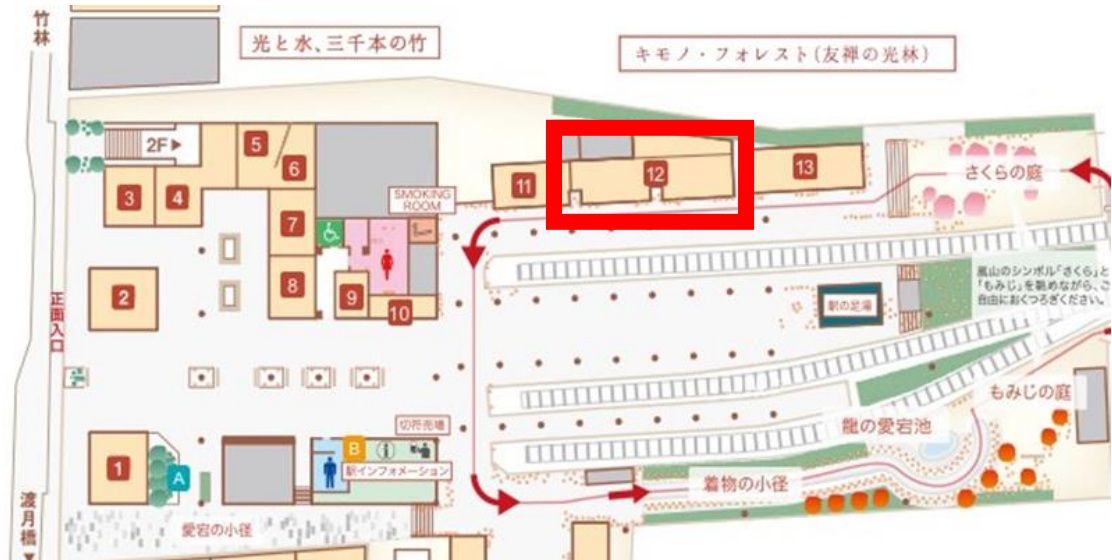 竹林
光と水、三千本の竹
キモノ・フォレスト(友禅の光林)
2F▶
5
6
3
4
7
8
9
10
SMOKING
ROOM
11
12
13
さくらの庭
嵐山のシンボル「さくら」と
「もみじ」を眺めながら、ご
自由におくつろぎください。
駅の足湯
2
正面入口
もみじの庭
龍の愛宕池
切符売場
1
A
B
駅インフォメーション
着物の小径
愛宕の小径
渡月橋
▼